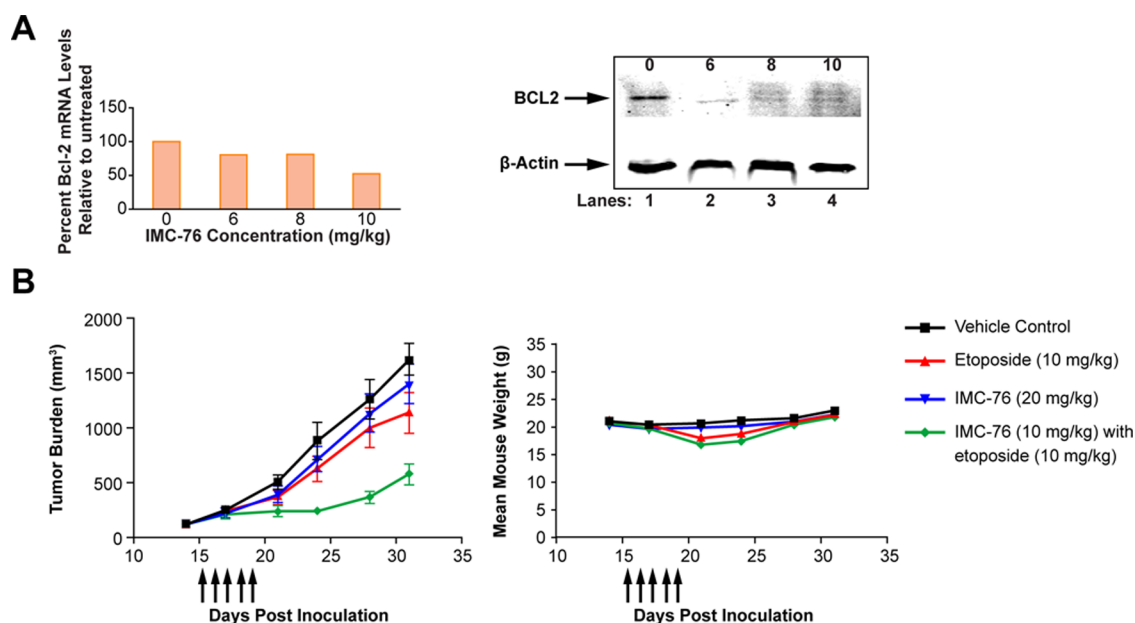 A
Percent Bcl-2 mRNA Levels
Relative to untreated
150
100
50
0
0 6 8 10
IMC-76 Concentration (mg/kg)
0 6 8 10
BCL2
β-Actin
Lanes: 1 2 3 4
B
Tumor Burden (mm³)
2000
1500
1000
500
0
10 15 20 25 30 35
Days Post Inoculation
Mean Mouse Weight (g)
35
30
25
20
15
10
5
0
10 15 20 25 30 35
Days Post Inoculation
Vehicle Control
Etoposide (10 mg/kg)
IMC-76 (20 mg/kg)
IMC-76 (10 mg/kg) with
etoposide (10 mg/kg)